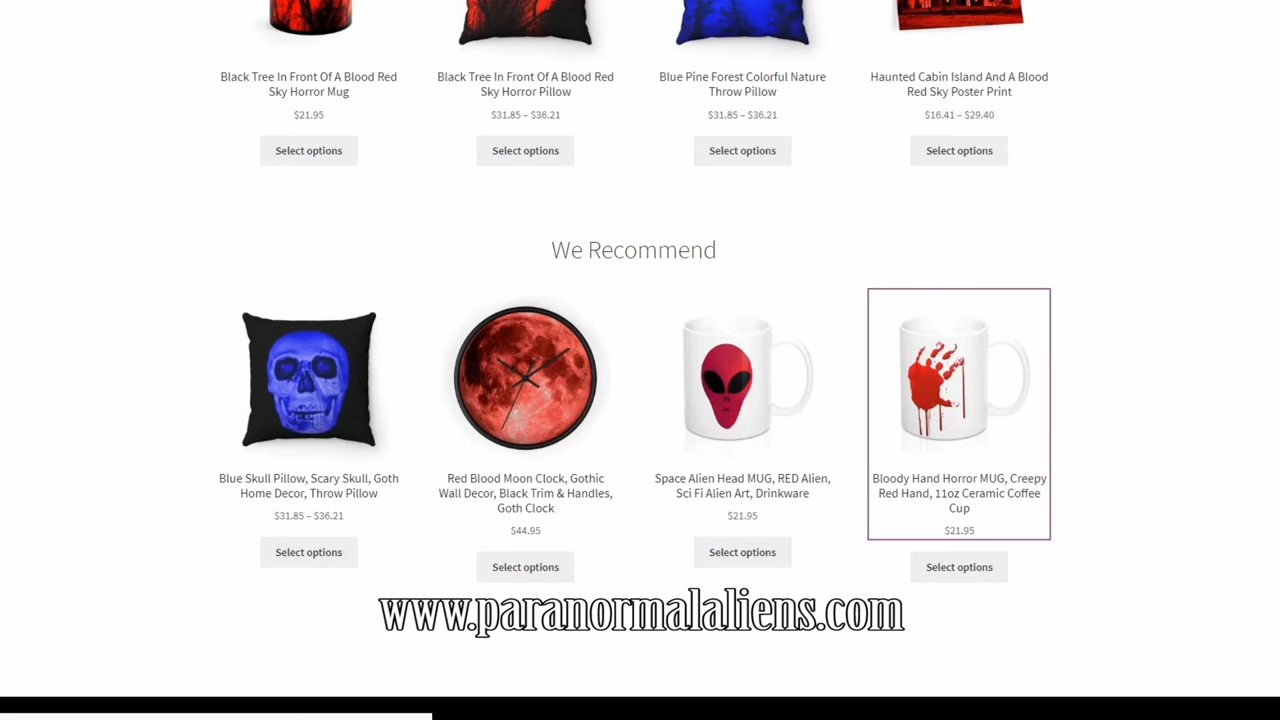 Black Tree In Front Of A Blood Red
Sky Horror Mug
$21.95
Select options
Black Tree In Front Of A Blood Red
Sky Horror Pillow
$31.85 – $36.21
Select options
Blue Pine Forest Colorful Nature
Throw Pillow
$31.85 – $36.21
Select options
Haunted Cabin Island And A Blood
Red Sky Poster Print
$16.41 – $29.40
Select options
We Recommend
Blue Skull Pillow, Scary Skull, Goth
Home Decor, Throw Pillow
$31.85 – $36.21
Select options
Red Blood Moon Clock, Gothic
Wall Decor, Black Trim & Handles,
Goth Clock
$44.95
Select options
Space Alien Head MUG, RED Alien,
Sci Fi Alien Art, Drinkware
$21.95
Select options
Bloody Hand Horror MUG, Creepy
Red Hand, 11oz Ceramic Coffee
Cup
$21.95
Select options
www.paranormalaliens.com